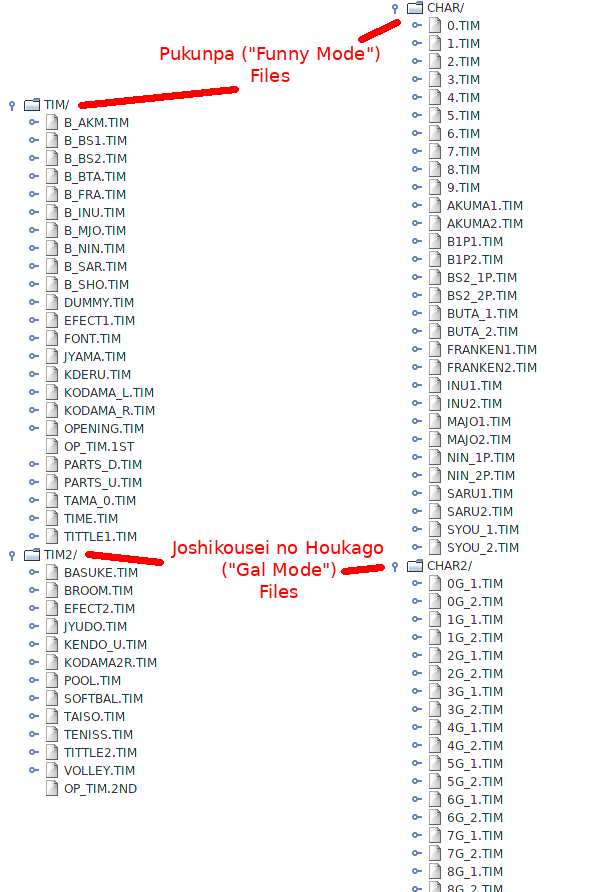 Pukunpa ("Funny Mode")
Files
TIM/
B_AKM.TIM
B_BS1.TIM
B_BS2.TIM
B_BTA.TIM
B_FRA.TIM
B_INU.TIM
B_MJO.TIM
B_NIN.TIM
B_SAR.TIM
B_SHO.TIM
DUMMY.TIM
EFECT1.TIM
FONT.TIM
JYAMA.TIM
KDERU.TIM
KODAMA_L.TIM
KODAMA_R.TIM
OPENING.TIM
OP_TIM.1ST
PARTS_D.TIM
PARTS_U.TIM
TAMA_0.TIM
TIME.TIM
TITTLE1.TIM
TIM2/
BASUKE.TIM
BROOM.TIM
EFECT2.TIM
JYUDO.TIM
KENDO_U.TIM
KODAMA2R.TIM
POOL.TIM
SOFTBAL.TIM
TAISO.TIM
TENISS.TIM
TITTLE2.TIM
VOLLEY.TIM
OP_TIM.2ND
Joshikousei no Houkago
("Gal Mode")
Files
CHAR/
0.TIM
1.TIM
2.TIM
3.TIM
4.TIM
5.TIM
6.TIM
7.TIM
8.TIM
9.TIM
AKUMA1.TIM
AKUMA2.TIM
B1P1.TIM
B1P2.TIM
BS2_1P.TIM
BS2_2P.TIM
BUTA_1.TIM
BUTA_2.TIM
FRANKEN1.TIM
FRANKEN2.TIM
INU1.TIM
INU2.TIM
MAJO1.TIM
MAJO2.TIM
NIN_1P.TIM
NIN_2P.TIM
SARU1.TIM
SARU2.TIM
SYOU_1.TIM
SYOU_2.TIM
CHAR2/
0G_1.TIM
0G_2.TIM
1G_1.TIM
1G_2.TIM
2G_1.TIM
2G_2.TIM
3G_1.TIM
3G_2.TIM
4G_1.TIM
4G_2.TIM
5G_1.TIM
5G_2.TIM
6G_1.TIM
6G_2.TIM
7G_1.TIM
7G_2.TIM
8G_1.TIM
8G_2.TIM